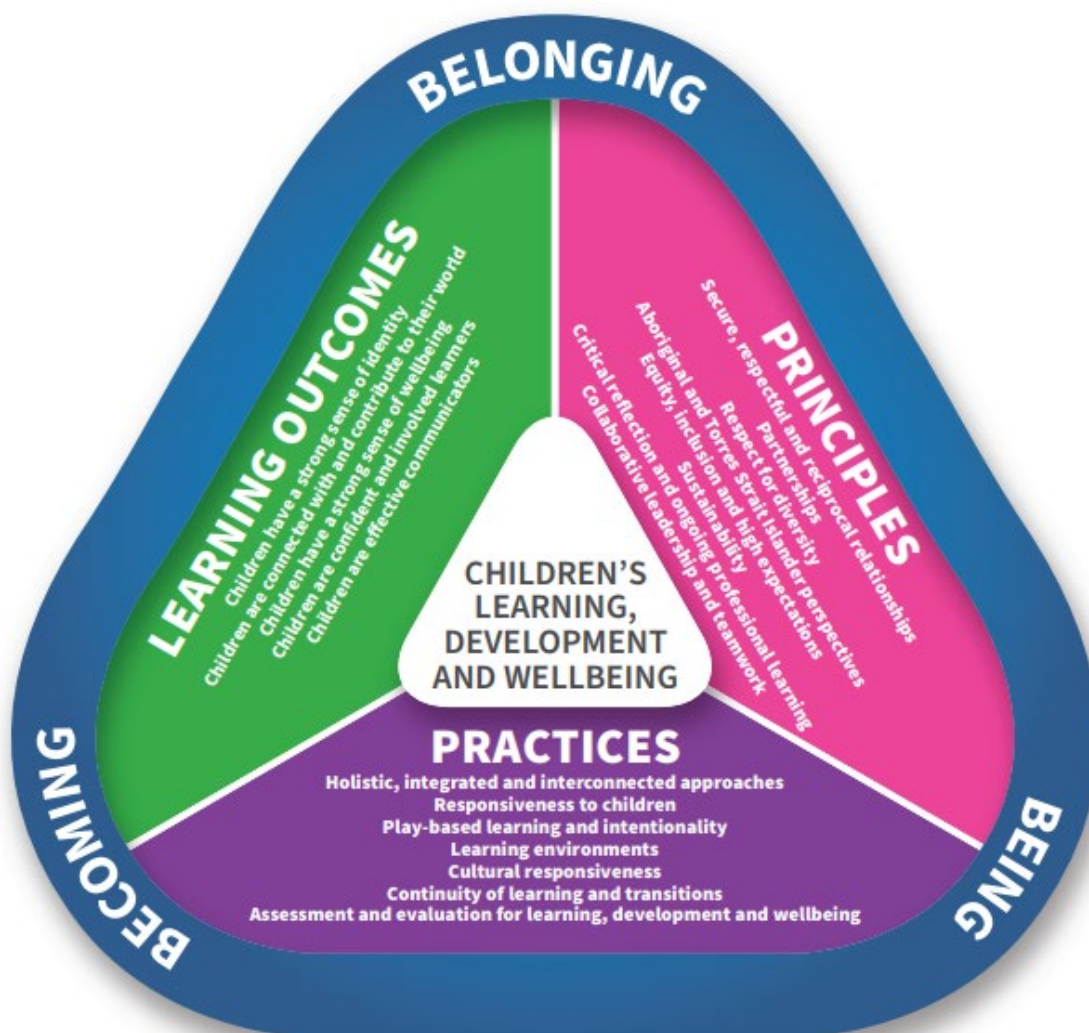 BELONGING
LEARNING OUTCOMES
Children have a strong sense of identity
Children are connected with and contribute to their world
Children have a strong sense of wellbeing
Children are confident and involved learners
Children are effective communicators
PRINCIPLES
Secure, respectful and reciprocal relationships
Partnerships
Respect for diversity
Aboriginal and Torres Strait Islander perspectives
Equity, inclusion and high expectations
Sustainability
Critical reflection and ongoing professional learning
Collaborative leadership and teamwork
CHILDREN’S
LEARNING,
DEVELOPMENT
AND WELLBEING
PRACTICES
Holistic, integrated and interconnected approaches
Responsiveness to children
Play-based learning and intentionality
Learning environments
Cultural responsiveness
Continuity of learning and transitions
Assessment and evaluation for learning, development and wellbeing
BECOMING
BEING